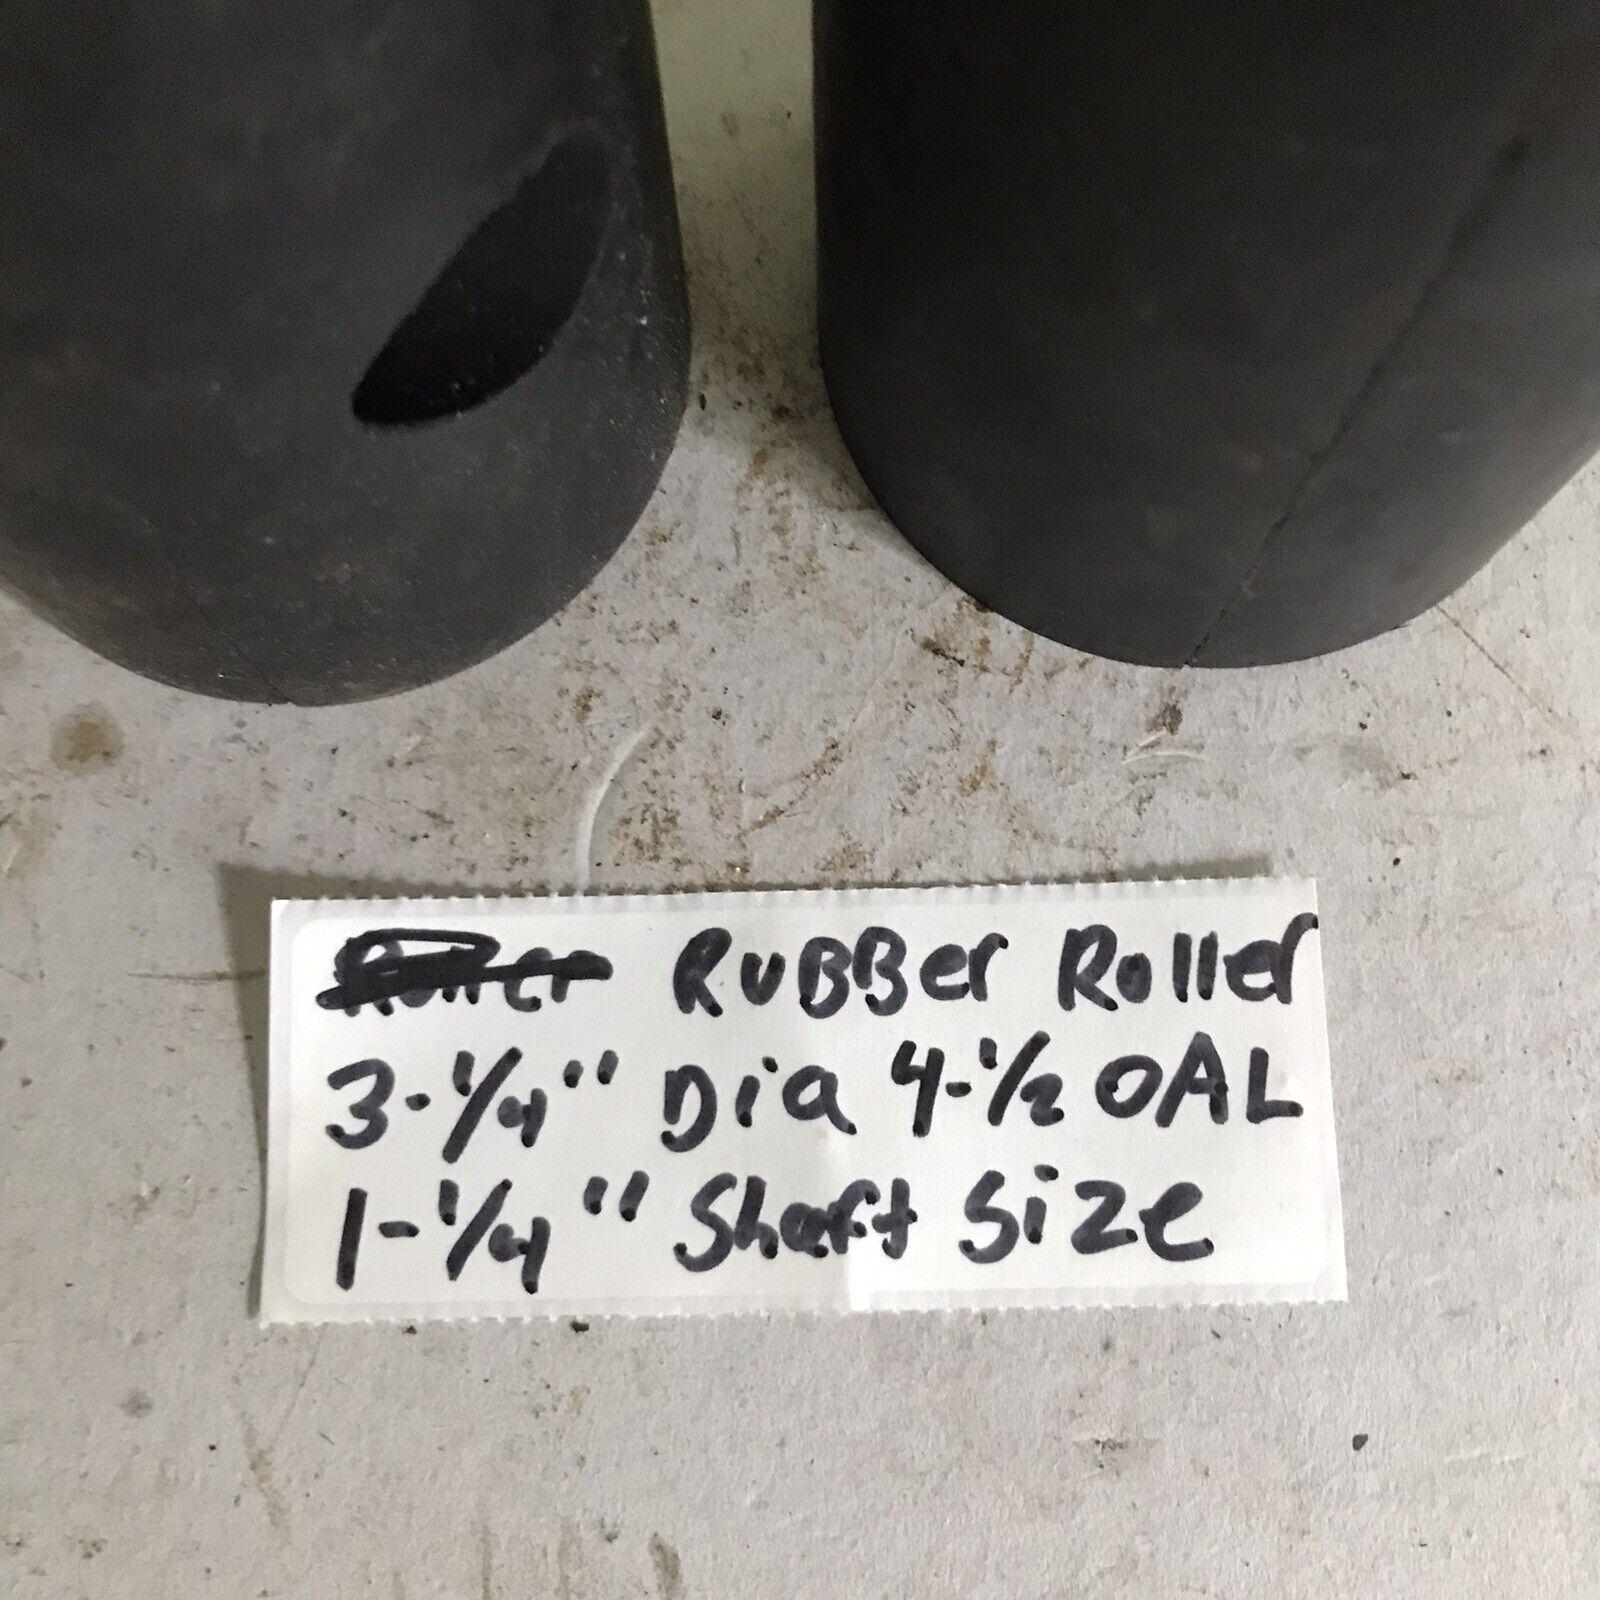 RuBBer Roller
3-1/4" Dia 4-1/2 OAL
1-1/4" Shaft Size